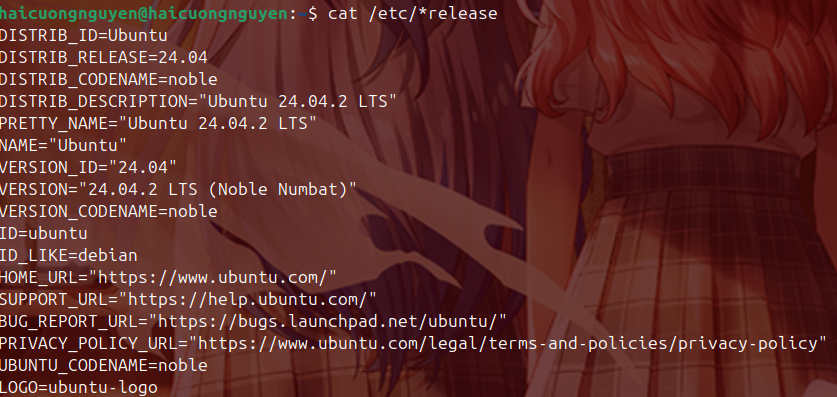 haicuongnguyen@haicuongnguyen:~$ cat /etc/*release
DISTRIB_ID=Ubuntu
DISTRIB_RELEASE=24.04
DISTRIB_CODENAME=noble
DISTRIB_DESCRIPTION="Ubuntu 24.04.2 LTS"
PRETTY_NAME="Ubuntu 24.04.2 LTS"
NAME="Ubuntu"
VERSION_ID="24.04"
VERSION="24.04.2 LTS (Noble Numbat)"
VERSION_CODENAME=noble
ID=ubuntu
ID_LIKE=debian
HOME_URL="https://www.ubuntu.com/"
SUPPORT_URL="https://help.ubuntu.com/"
BUG_REPORT_URL="https://bugs.launchpad.net/ubuntu/"
PRIVACY_POLICY_URL="https://www.ubuntu.com/legal/terms-and-policies/privacy-policy"
UBUNTU_CODENAME=noble
LOGO=ubuntu-logo